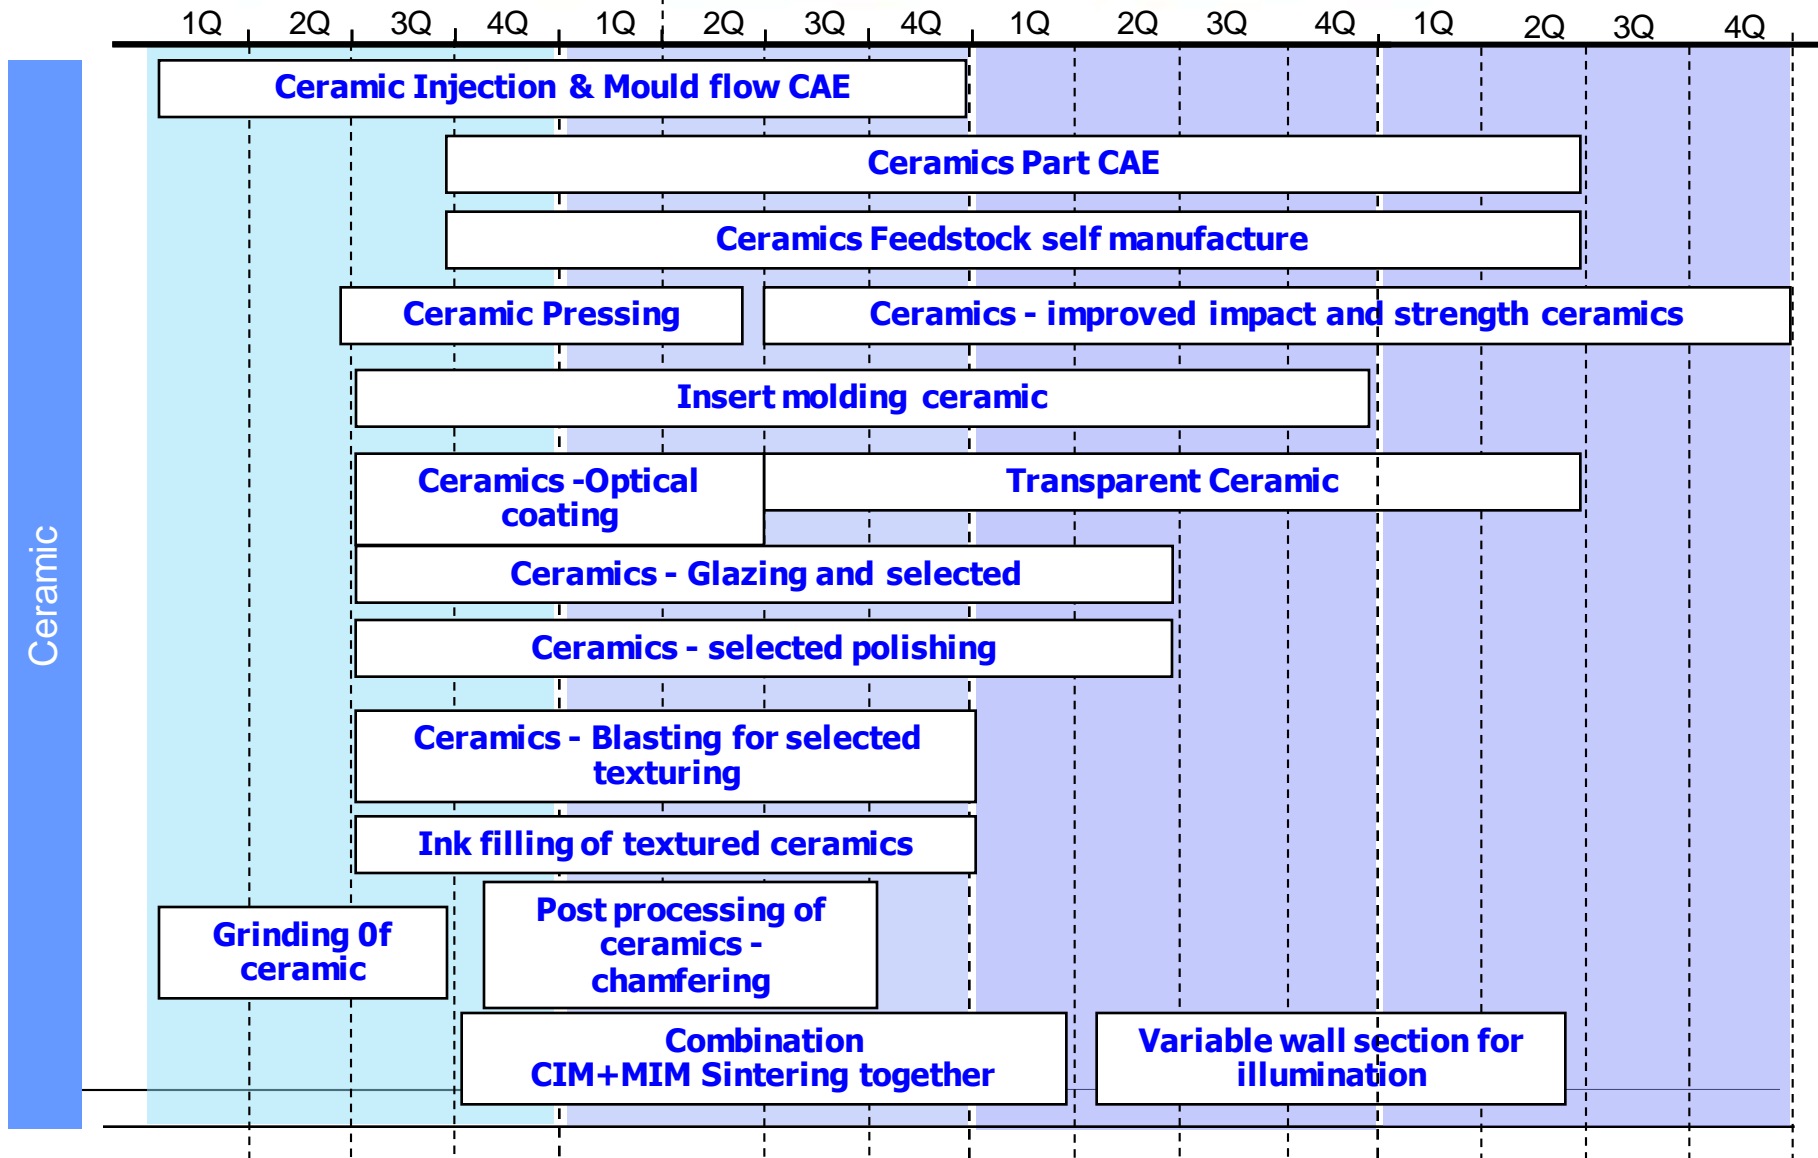 1Q 2Q 3Q 4Q 1Q 2Q 3Q 4Q 1Q 2Q 3Q 4Q 1Q 2Q 3Q 4Q
Ceramic
Ceramic Injection & Mould flow CAE
Ceramics Part CAE
Ceramics Feedstock self manufacture
Ceramic Pressing
Ceramics - improved impact and strength ceramics
Insert molding ceramic
Ceramics -Optical
coating
Transparent Ceramic
Ceramics - Glazing and selected
Ceramics - selected polishing
Ceramics - Blasting for selected
texturing
Ink filling of textured ceramics
Grinding 0f
ceramic
Post processing of
ceramics -
chamfering
Combination
CIM+MIM Sintering together
Variable wall section for
illumination